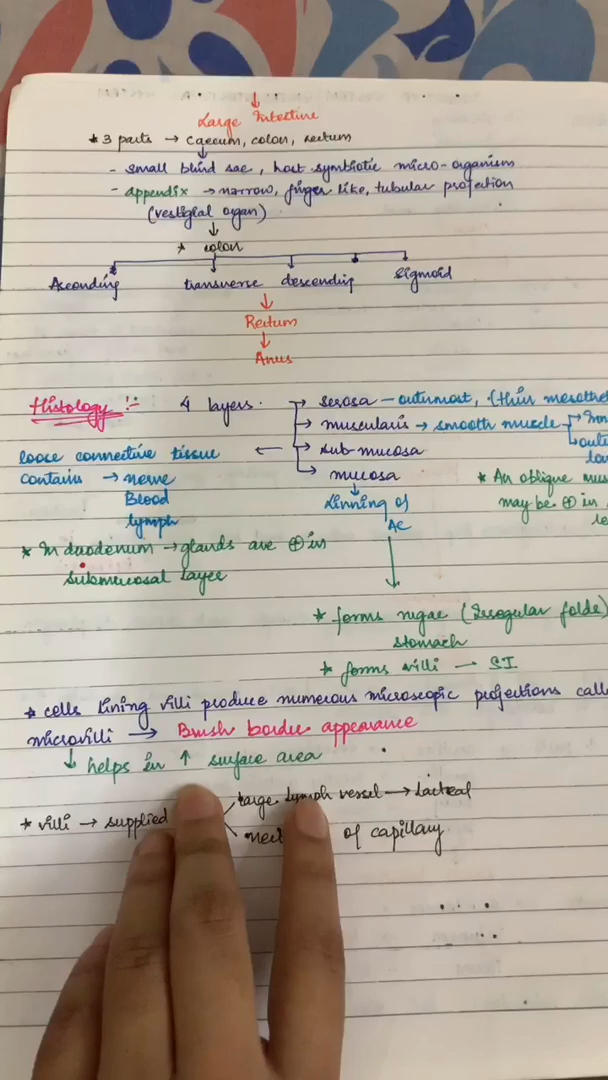 ↓
Large Intestine
* 3 parts → caecum, colon, rectum
- small blind sac, host symbiotic micro-organism
- appendix → narrow, finger like, tubular projection
(vestigial organ)
* colon
Ascending transverse descending sigmoid
↓
Rectum
↓
Anus
Histology :- 4 layers. → serosa - outermost, (thin mesothe
→ muscularis → smooth muscle
oute
lo
loose connective tissue ← → sub-mucosa
contains → nerve → mucosa
Blood
lymph
Linning of
AC
* An oblique mus
may be ⊕ in
* In duodenum → glands are ⊕ in
submucosal layer
* forms rugae (Irregular folds)
stomach
* forms villi — SI
* cells lining villi produce numerous microscopic projections call
microvilli → Brush border appearance
↓ helps in ↑ surface area
* villi → supplied large lymph vessel → lacteal
of capillary